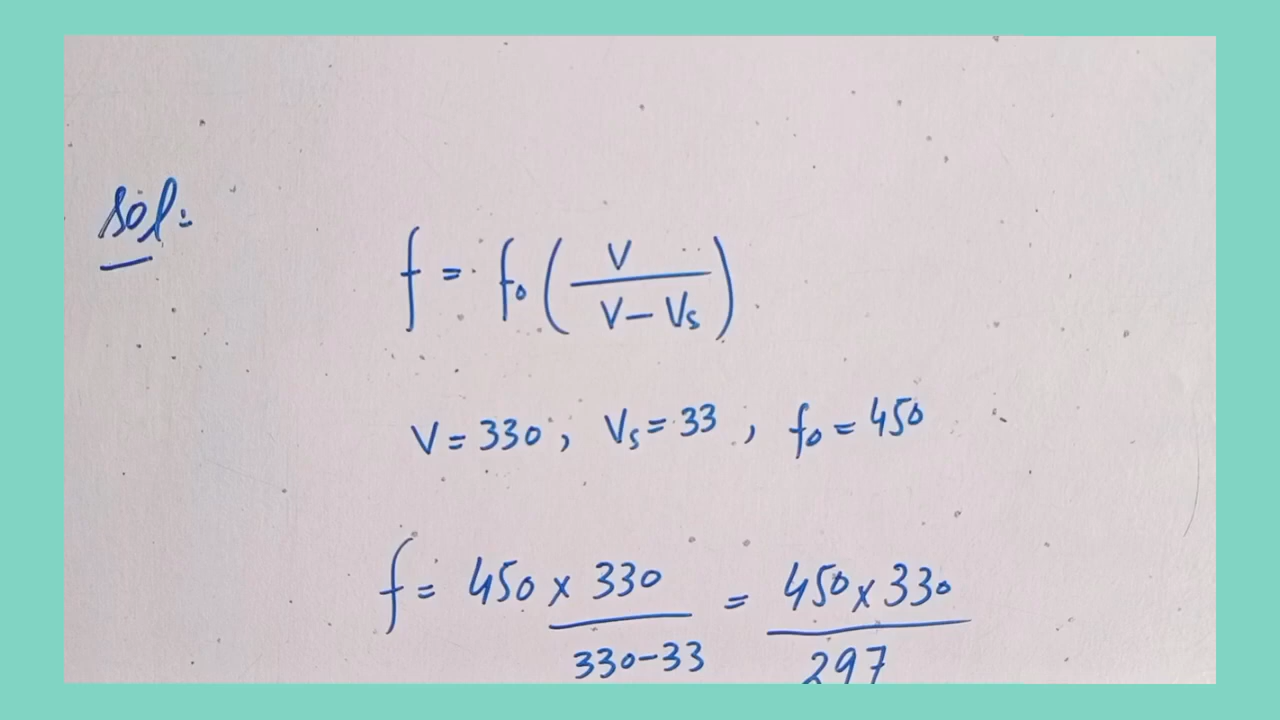 Sol:
f = f₀ ( V / V - Vs )
V = 330, Vs = 33, f₀ = 450
f = 450 x 330 / 330-33 = 450 x 330 / 297